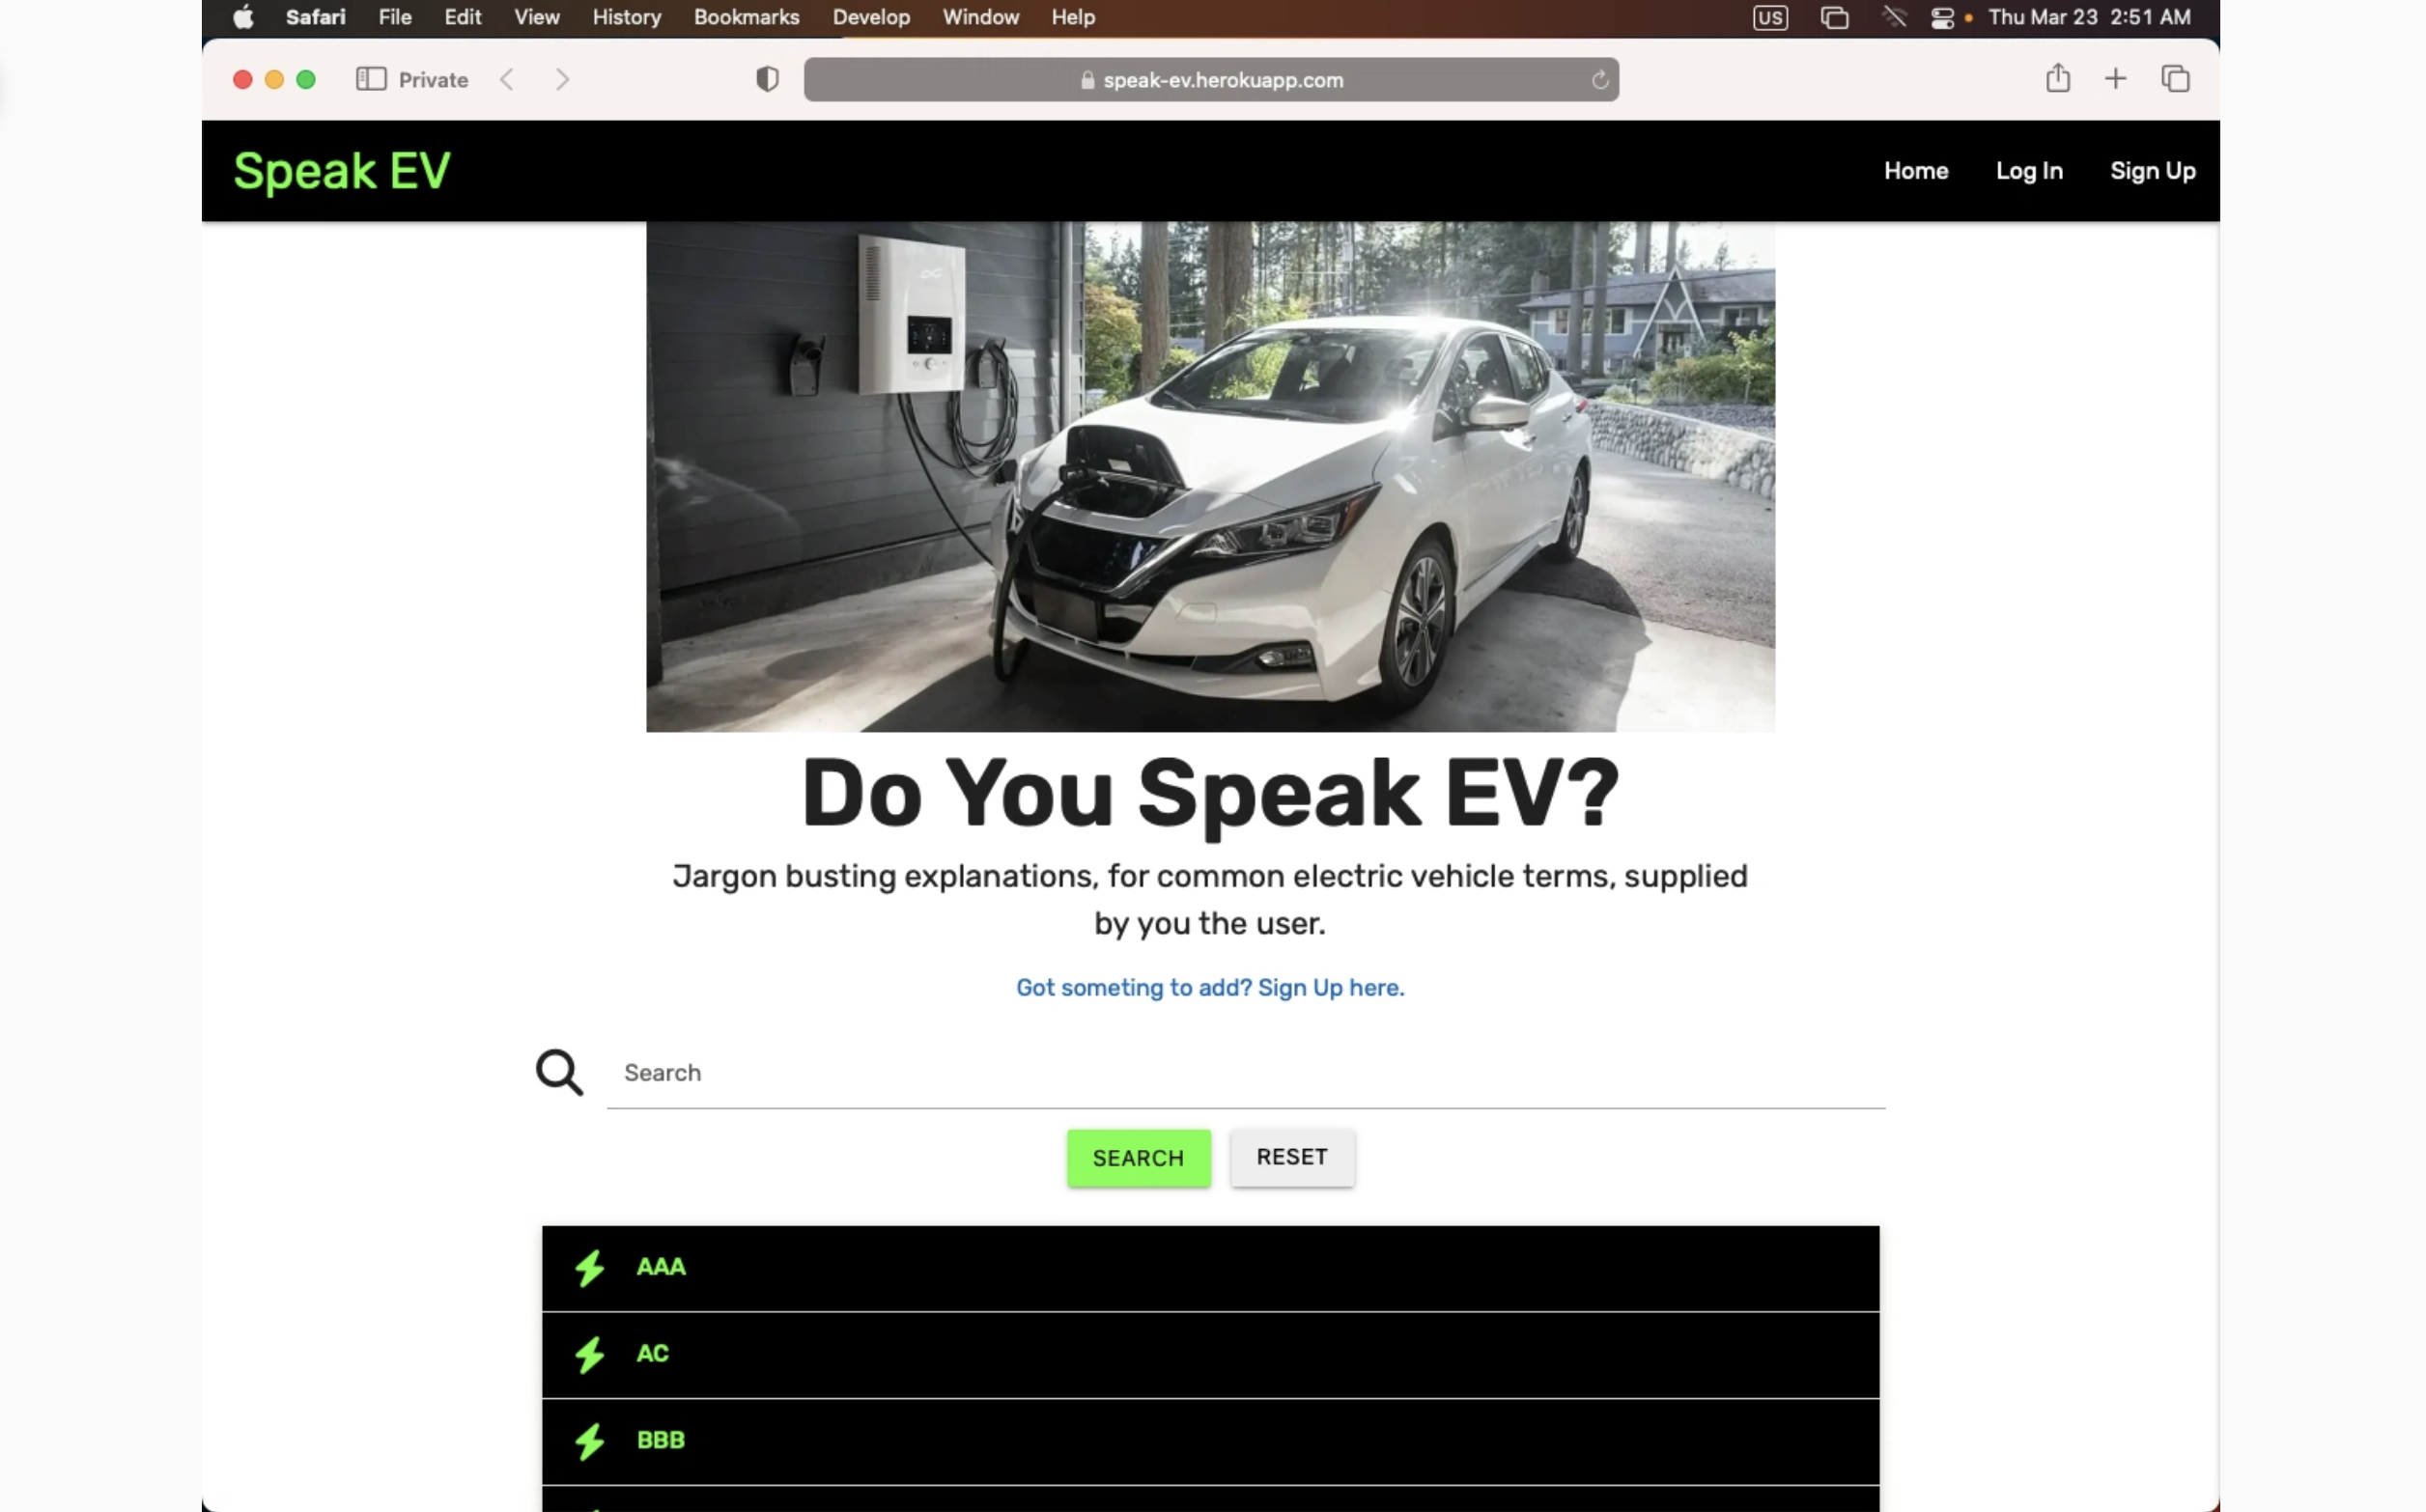 Safari File Edit View History Bookmarks Develop Window Help US Thu Mar 23 2:51 AM
Private speak-ev.herokuapp.com
Speak EV Home Log In Sign Up
Do You Speak EV?
Jargon busting explanations, for common electric vehicle terms, supplied
by you the user.
Got someting to add? Sign Up here.
Search
SEARCH RESET
AAA
AC
BBB